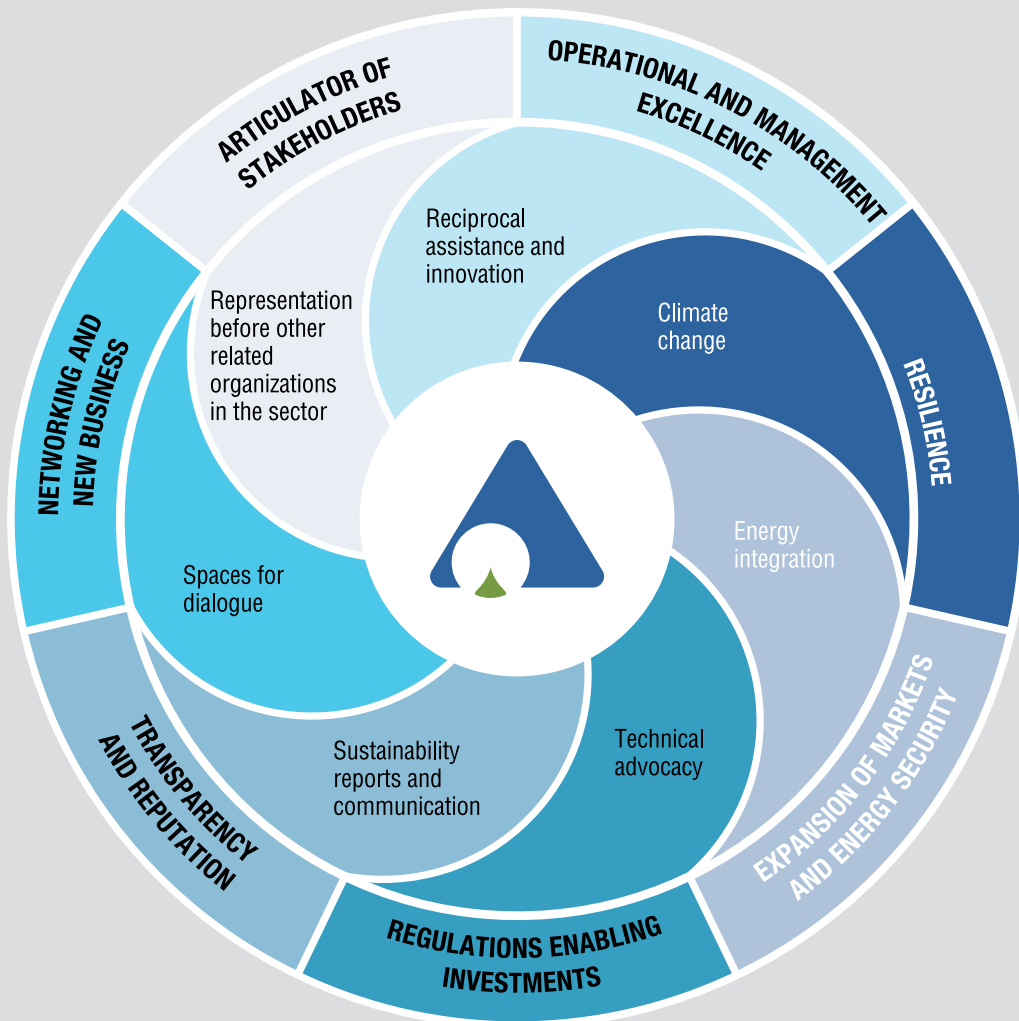 OPERATIONAL AND MANAGEMENT
EXCELLENCE
RESILIENCE
EXPANSION OF MARKETS
AND ENERGY SECURITY
REGULATIONS ENABLING
INVESTMENTS
TRANSPARENCY
AND REPUTATION
NETWORKING AND
NEW BUSINESS
ARTICULATOR OF
STAKEHOLDERS
Reciprocal
assistance and
innovation
Climate
change
Energy
integration
Technical
advocacy
Sustainability
reports and
communication
Spaces for
dialogue
Representation
before other
related
organizations
in the sector